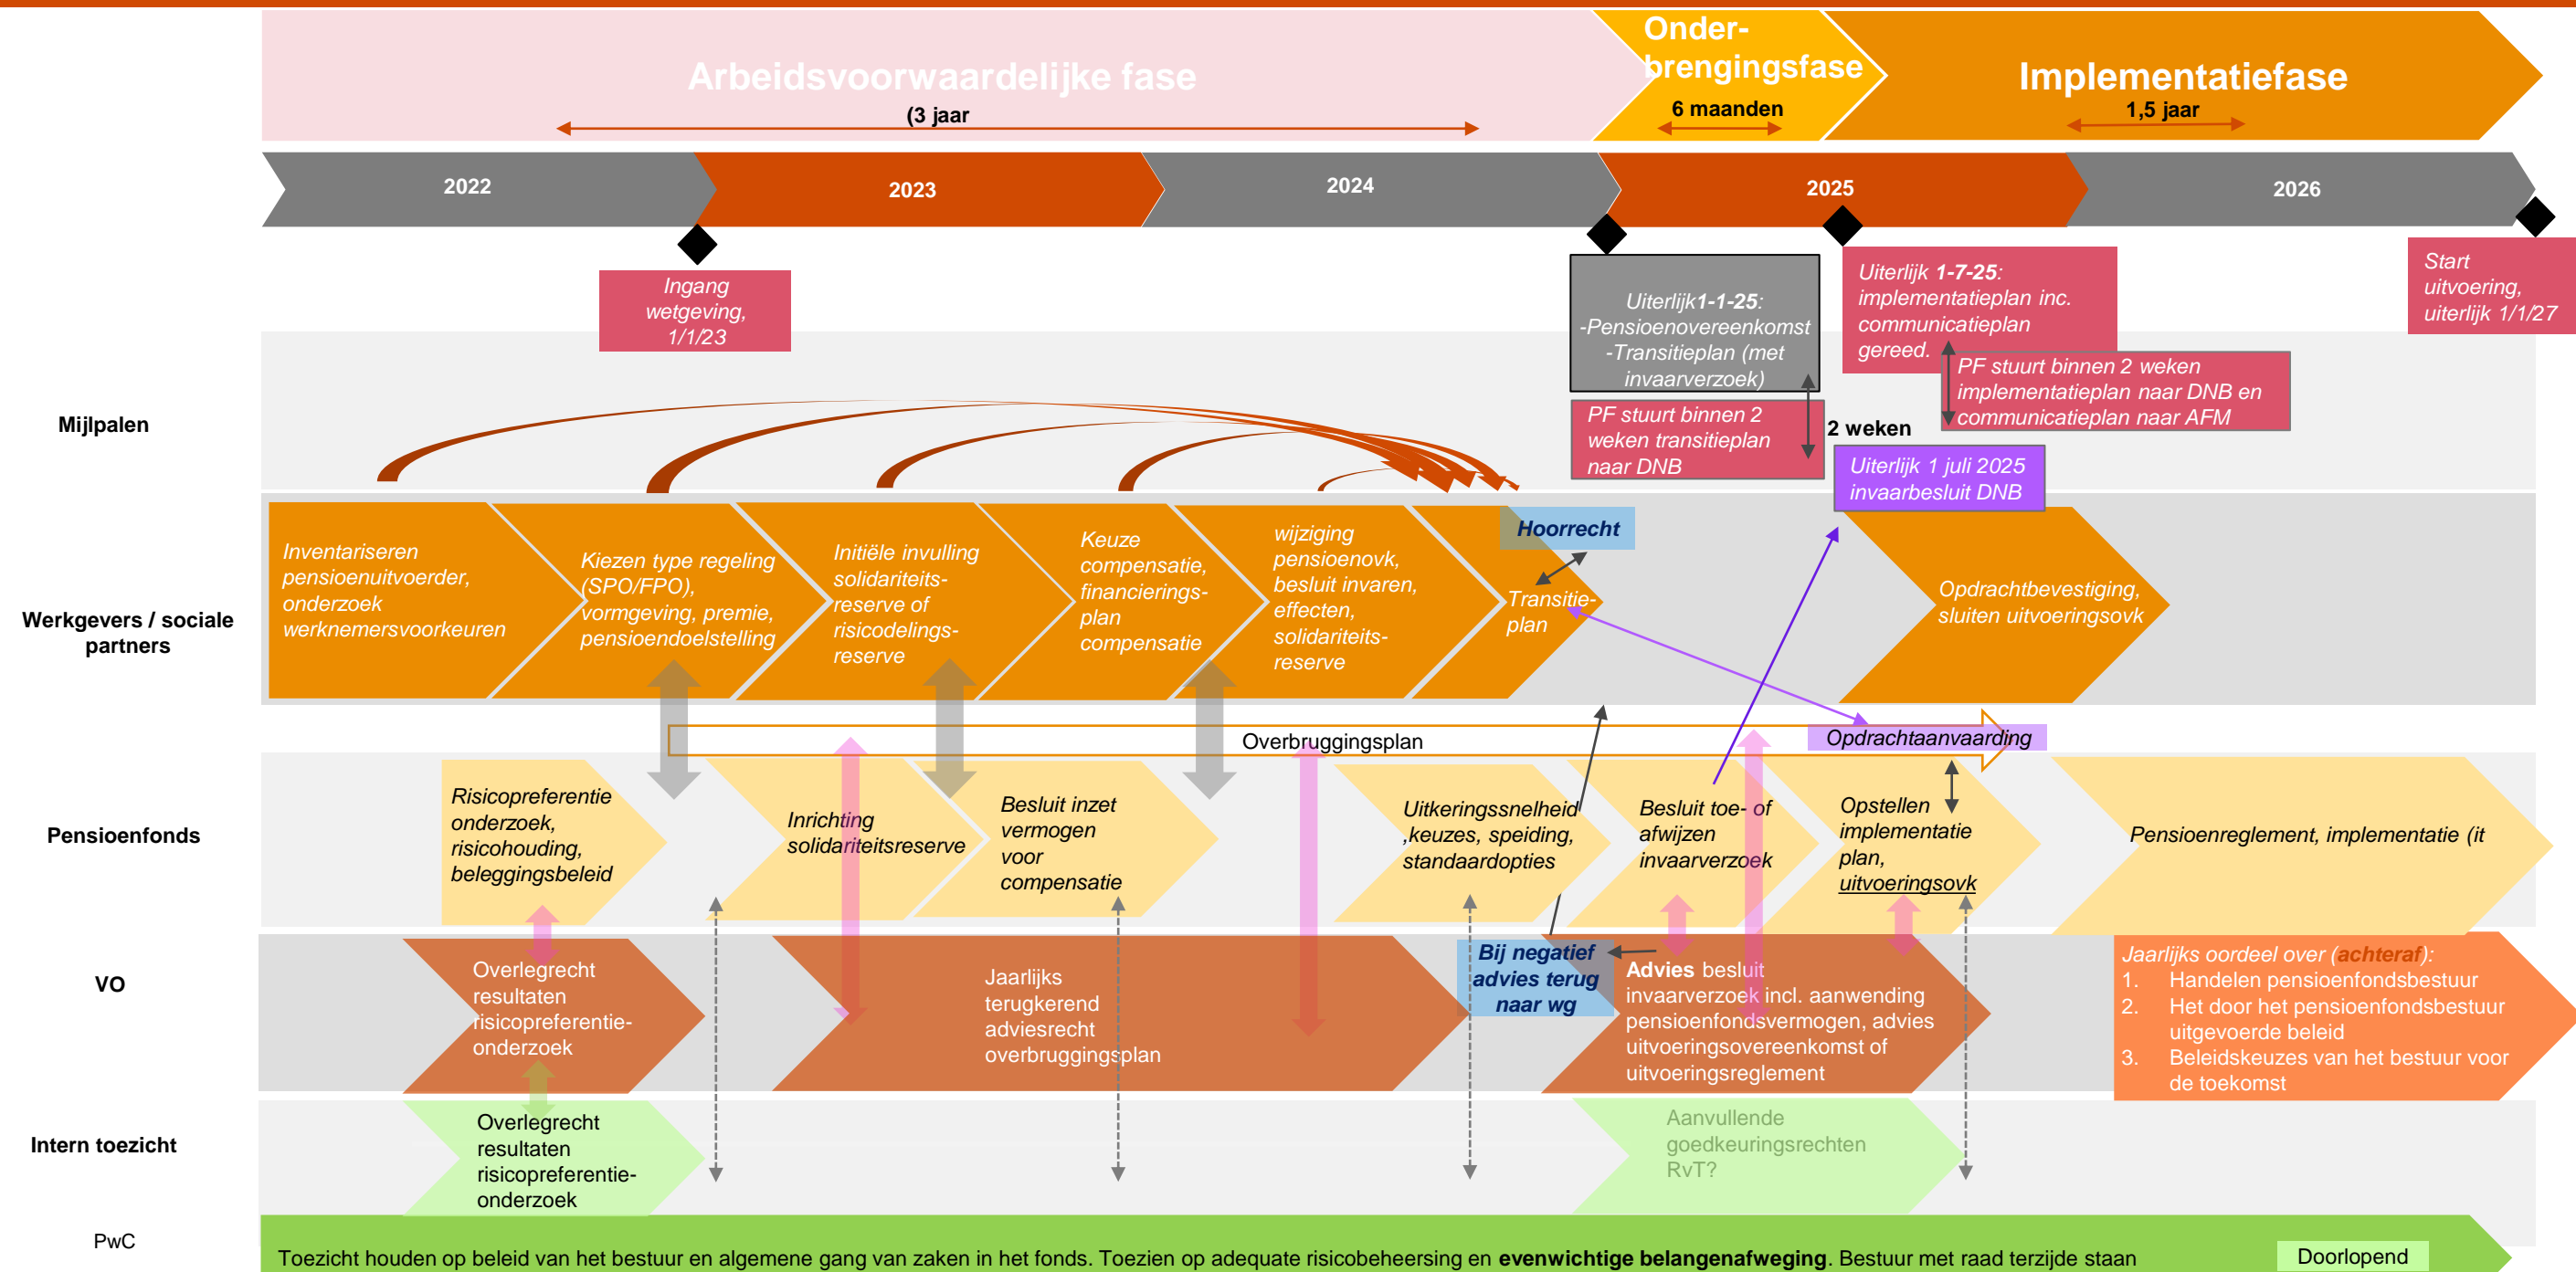 Arbeidsvoorwaardelijke fase
(3 jaar
Onder-
brengingsfase
6 maanden
Implementatiefase
1,5 jaar
2022
2023
2024
2025
2026
Ingang
wetgeving,
1/1/23
Uiterlijk1-1-25:
-Pensioenovereenkomst
-Transitieplan (met
invaarverzoek)
Uiterlijk 1-7-25:
implementatieplan inc.
communicatieplan
gereed.
Start
uitvoering,
uiterlijk 1/1/27
PF stuurt binnen 2 weken
implementatieplan naar DNB en
communicatieplan naar AFM
Mijlpalen
PF stuurt binnen 2
weken transitieplan
naar DNB
2 weken
Uiterlijk 1 juli 2025
invaarbesluit DNB
Werkgevers / sociale
partners
Inventariseren
pensioenuitvoerder,
onderzoek
werknemersvoorkeuren
Kiezen type regeling
(SPO/FPO),
vormgeving, premie,
pensioendoelstelling
Initiële invulling
solidariteits-
reserve of
risicodelings-
reserve
Keuze
compensatie,
financierings-
plan
compensatie
wijziging
pensioenovk,
besluit invaren,
effecten,
solidariteits-
reserve
Hoorrecht
Transitie-
plan
Opdrachtbevestiging,
sluiten uitvoeringsovk
Overbruggingsplan
Opdrachtaanvaarding
Pensioenfonds
Risicopreferentie
onderzoek,
risicohouding,
beleggingsbeleid
Inrichting
solidariteitsreserve
Besluit inzet
vermogen
voor
compensatie
Uitkeringssnelheid
,keuzes, speiding,
standaardopties
Besluit toe- of
afwijzen
invaarverzoek
Opstellen
implementatie
plan,
uitvoeringsovk
Pensioenreglement, implementatie (it
VO
Overlegrecht
resultaten
risicopreferentie-
onderzoek
Jaarlijks
terugkerend
adviesrecht
overbruggingsplan
Bij negatief
advies terug
naar wg
Advies besluit
invaarverzoek incl. aanwending
pensioenfondsvermogen, advies
uitvoeringsovereenkomst of
uitvoeringsreglement
Jaarlijks oordeel over (achteraf):
1. Handelen pensioenfondsbestuur
2. Het door het pensioenfondsbestuur
uitgevoerde beleid
3. Beleidskeuzes van het bestuur voor
de toekomst
Intern toezicht
Overlegrecht
resultaten
risicopreferentie-
onderzoek
Aanvullende
goedkeuringsrechten
RvT?
PwC
Toezicht houden op beleid van het bestuur en algemene gang van zaken in het fonds. Toezien op adequate risicobeheersing en evenwichtige belangenafweging. Bestuur met raad terzijde staan
Doorlopend